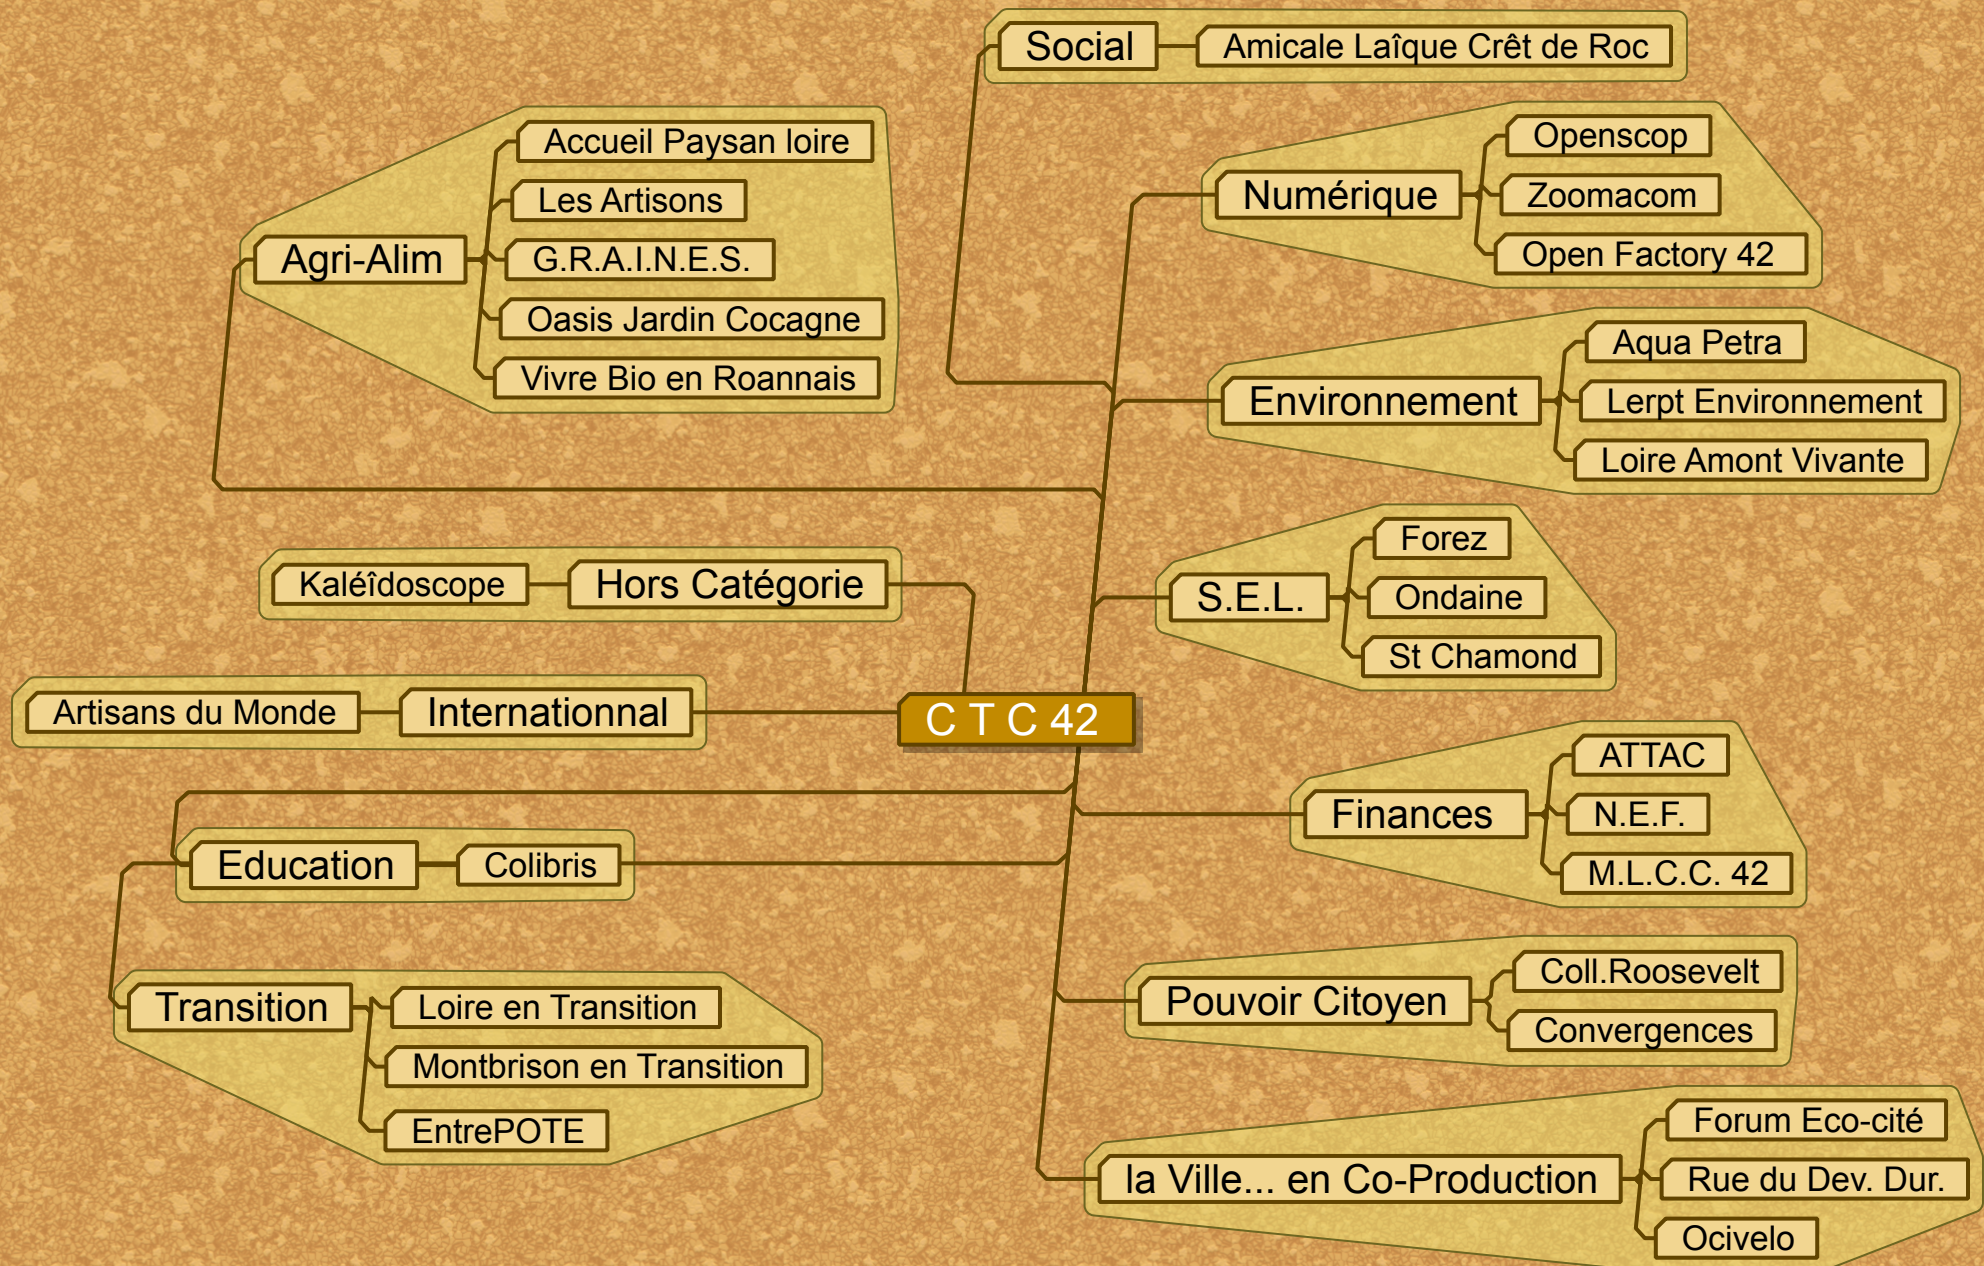 C T C 42
Social
Amicale Laîque Crêt de Roc
Numérique
Openscop
Zoomacom
Open Factory 42
Environnement
Aqua Petra
Lerpt Environnement
Loire Amont Vivante
S.E.L.
Forez
Ondaine
St Chamond
Finances
ATTAC
N.E.F.
M.L.C.C. 42
Pouvoir Citoyen
Coll.Roosevelt
Convergences
la Ville... en Co-Production
Forum Eco-cité
Rue du Dev. Dur.
Ocivelo
Agri-Alim
Accueil Paysan loire
Les Artisons
G.R.A.I.N.E.S.
Oasis Jardin Cocagne
Vivre Bio en Roannais
Hors Catégorie
Kaléîdoscope
Internationnal
Artisans du Monde
Education
Colibris
Transition
Loire en Transition
Montbrison en Transition
EntrePOTE